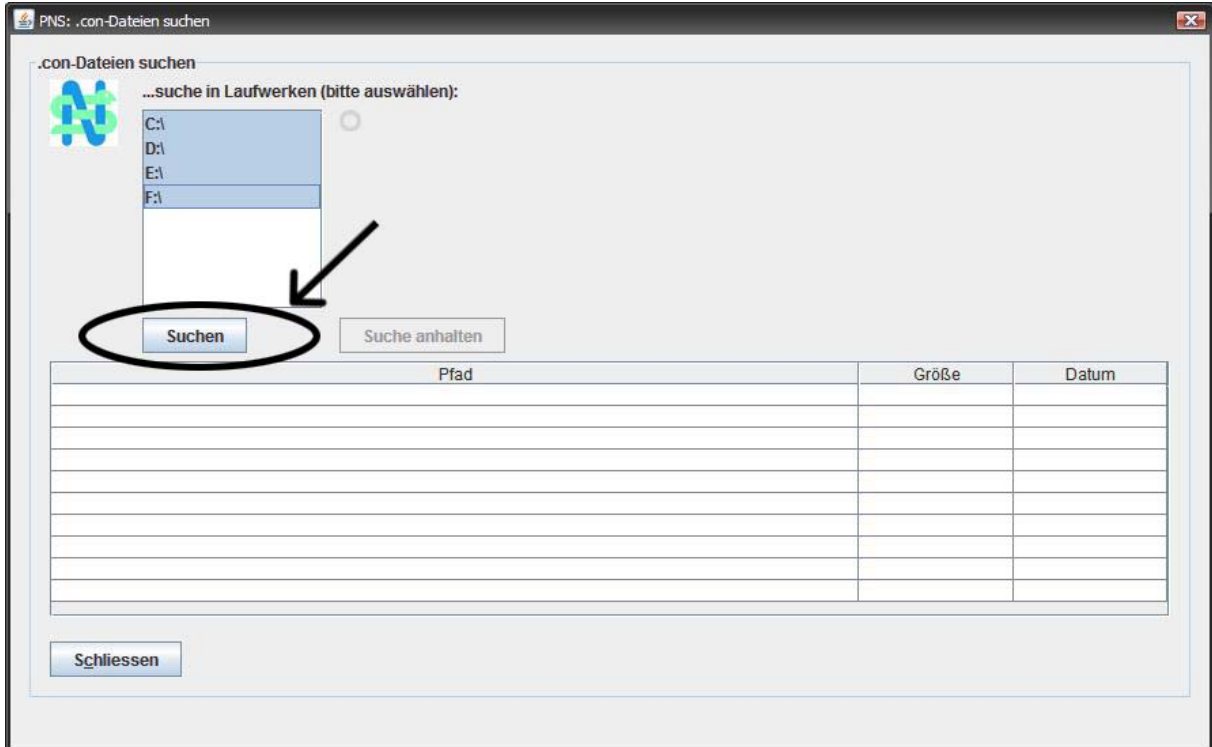 PNS: .con-Dateien suchen
.con-Dateien suchen
...suche in Laufwerken (bitte auswählen):
C:\
D:\
E:\
F:\
Suchen Suche anhalten
Pfad Größe Datum
Schliessen